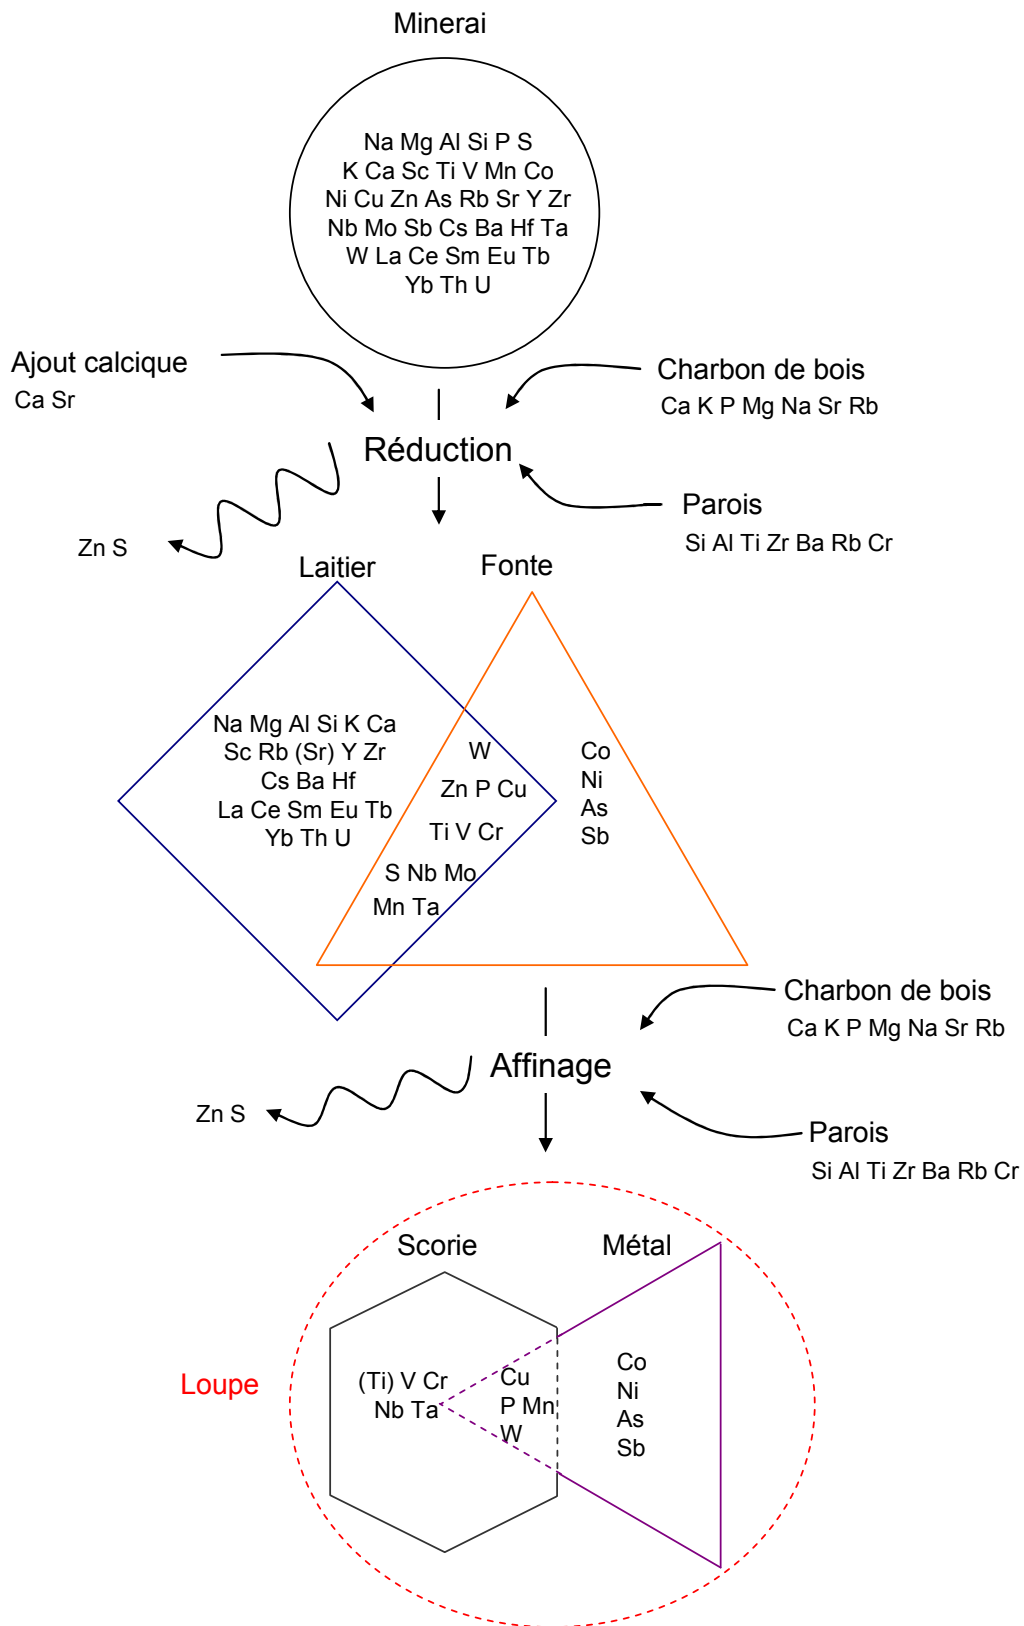 Minerai
Na Mg Al Si P S
K Ca Sc Ti V Mn Co
Ni Cu Zn As Rb Sr Y Zr
Nb Mo Sb Cs Ba Hf Ta
W La Ce Sm Eu Tb
Yb Th U
Ajout calcique
Ca Sr
Charbon de bois
Ca K P Mg Na Sr Rb
Réduction
Parois
Si Al Ti Zr Ba Rb Cr
Zn S
Laitier
Fonte
Na Mg Al Si K Ca
Sc Rb (Sr) Y Zr
Cs Ba Hf
La Ce Sm Eu Tb
Yb Th U
W
Zn P Cu
Ti V Cr
S Nb Mo
Mn Ta
Co
Ni
As
Sb
Charbon de bois
Ca K P Mg Na Sr Rb
Affinage
Zn S
Parois
Si Al Ti Zr Ba Rb Cr
Scorie
Métal
Loupe
(Ti) V Cr
Nb Ta
Cu
P Mn
W
Co
Ni
As
Sb